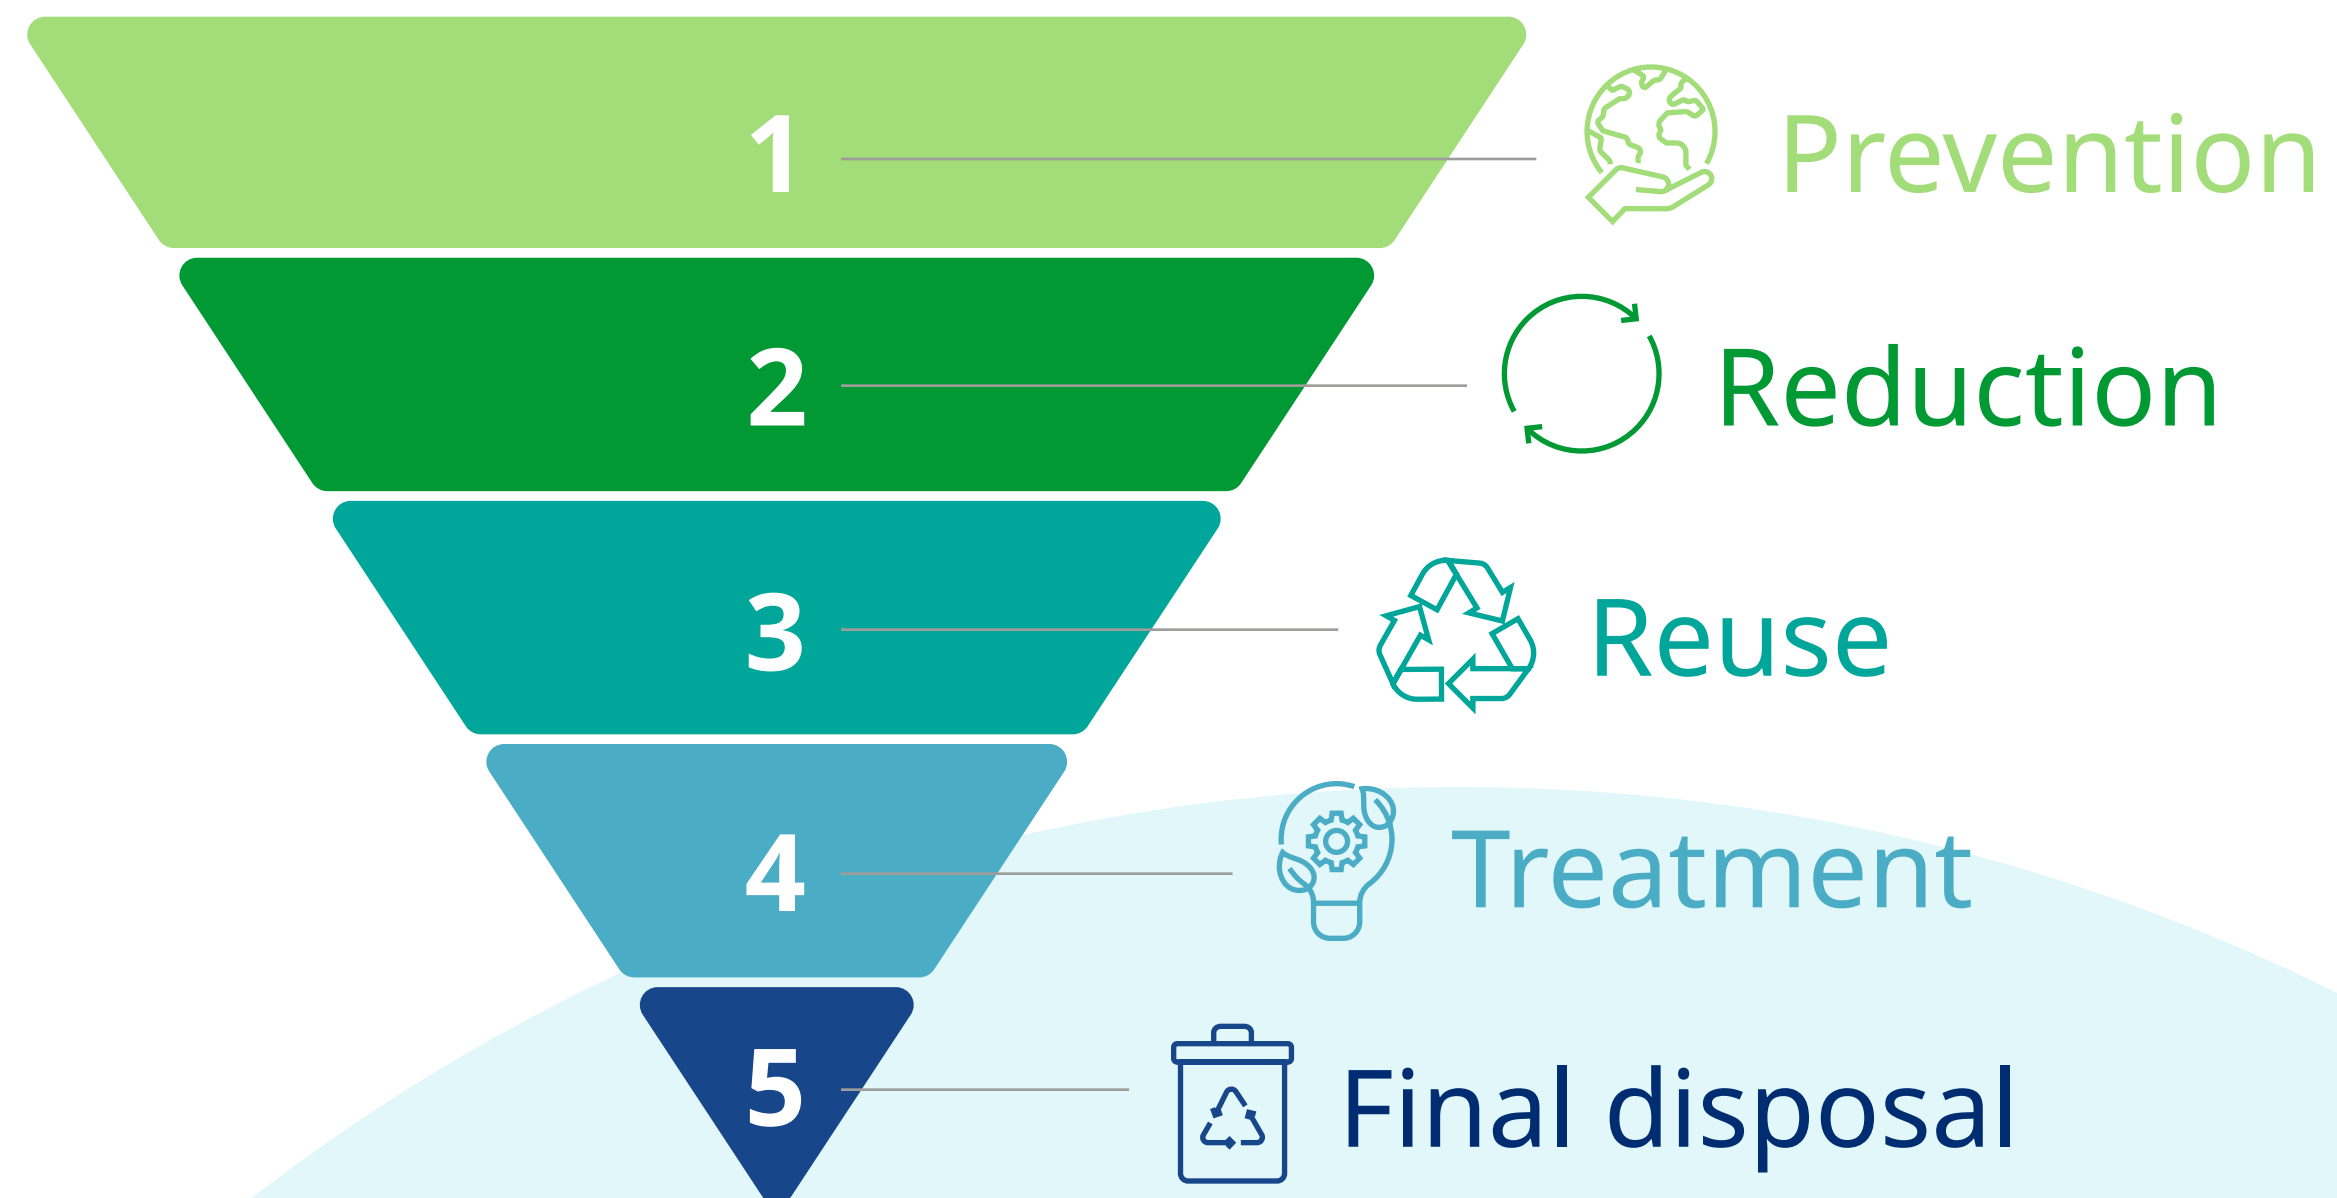 1 Prevention
2 Reduction
3 Reuse
4 Treatment
5 Final disposal